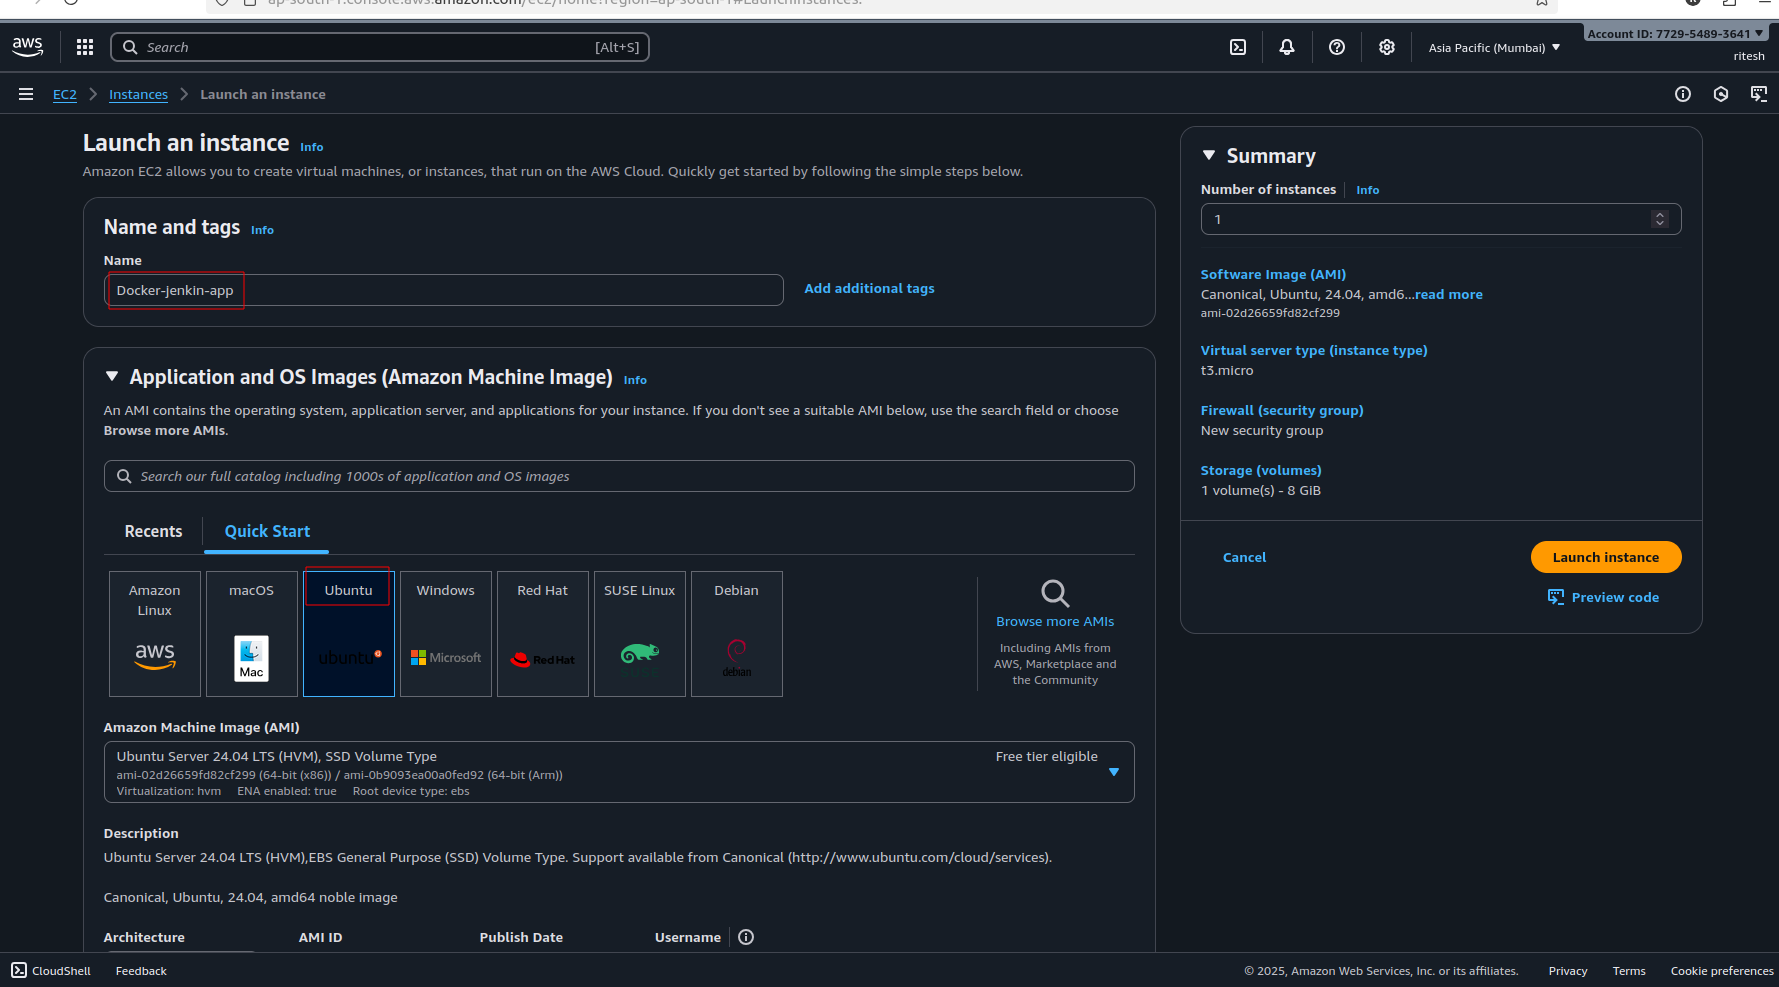 ap-south-1.console.aws.amazon.com/ec2/home?region=ap-south-1#LaunchInstances:
aws
Search
[Alt+S]
Asia Pacific (Mumbai)
Account ID: 7729-5489-3641
ritesh
EC2
Instances
Launch an instance
Launch an instance Info
Amazon EC2 allows you to create virtual machines, or instances, that run on the AWS Cloud. Quickly get started by following the simple steps below.
Name and tags Info
Name
Docker-jenkin-app
Add additional tags
Application and OS Images (Amazon Machine Image) Info
An AMI contains the operating system, application server, and applications for your instance. If you don't see a suitable AMI below, use the search field or choose
Browse more AMIs.
Search our full catalog including 1000s of application and OS images
Recents
Quick Start
Amazon
Linux
aws
macOS
Mac
Ubuntu
ubuntu
Windows
Microsoft
Red Hat
Red Hat
SUSE Linux
Debian
debian
Browse more AMIs
Including AMIs from
AWS, Marketplace and
the Community
Amazon Machine Image (AMI)
Ubuntu Server 24.04 LTS (HVM), SSD Volume Type
Free tier eligible
ami-02d26659fd82cf299 (64-bit (x86)) / ami-0b9093ea00a0fed92 (64-bit (Arm))
Virtualization: hvm ENA enabled: true Root device type: ebs
Description
Ubuntu Server 24.04 LTS (HVM),EBS General Purpose (SSD) Volume Type. Support available from Canonical (http://www.ubuntu.com/cloud/services).
Canonical, Ubuntu, 24.04, amd64 noble image
Architecture
AMI ID
Publish Date
Username
Summary
Number of instances Info
1
Software Image (AMI)
Canonical, Ubuntu, 24.04, amd6...read more
ami-02d26659fd82cf299
Virtual server type (instance type)
t3.micro
Firewall (security group)
New security group
Storage (volumes)
1 volume(s) - 8 GiB
Cancel
Launch instance
Preview code
CloudShell
Feedback
© 2025, Amazon Web Services, Inc. or its affiliates.
Privacy
Terms
Cookie preferences